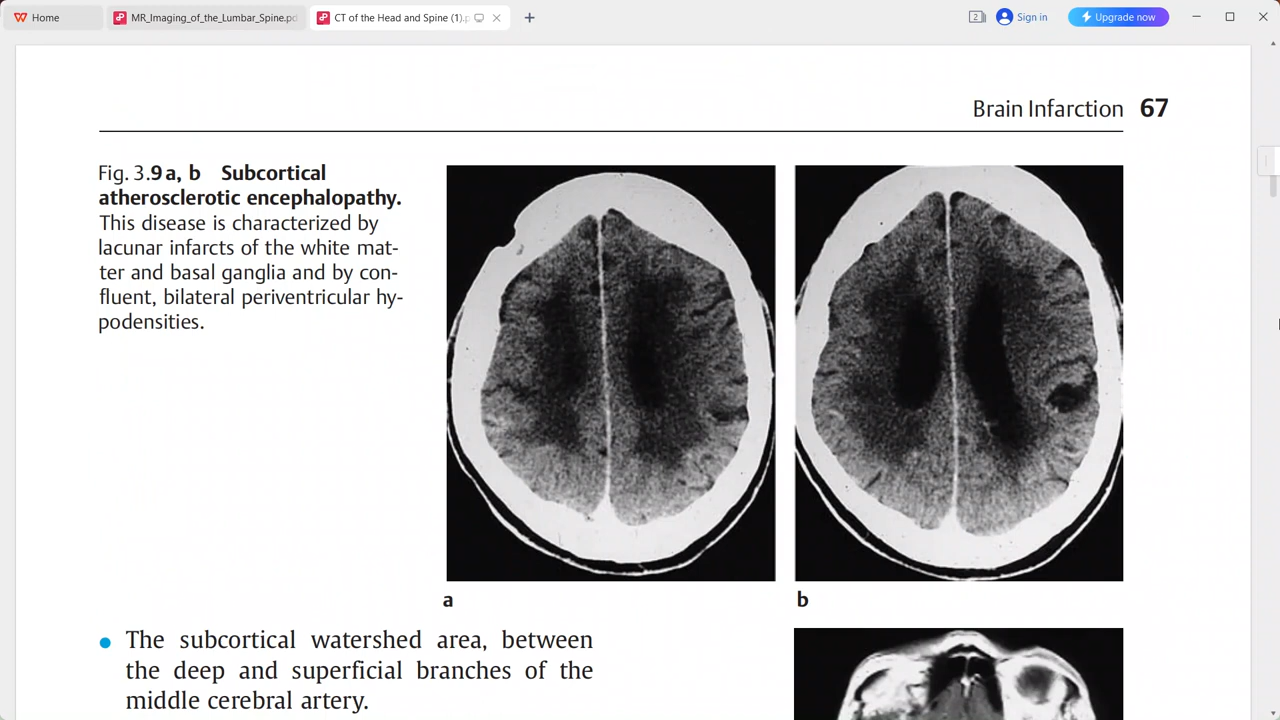 Home
MR_Imaging_of_the_Lumbar_Spine.pd
CT of the Head and Spine (1).p
2
Sign in
Upgrade now
Brain Infarction 67
Fig. 3.9 a, b Subcortical
atherosclerotic encephalopathy.
This disease is characterized by
lacunar infarcts of the white mat-
ter and basal ganglia and by con-
fluent, bilateral periventricular hy-
podensities.
a
b
• The subcortical watershed area, between
the deep and superficial branches of the
middle cerebral artery.